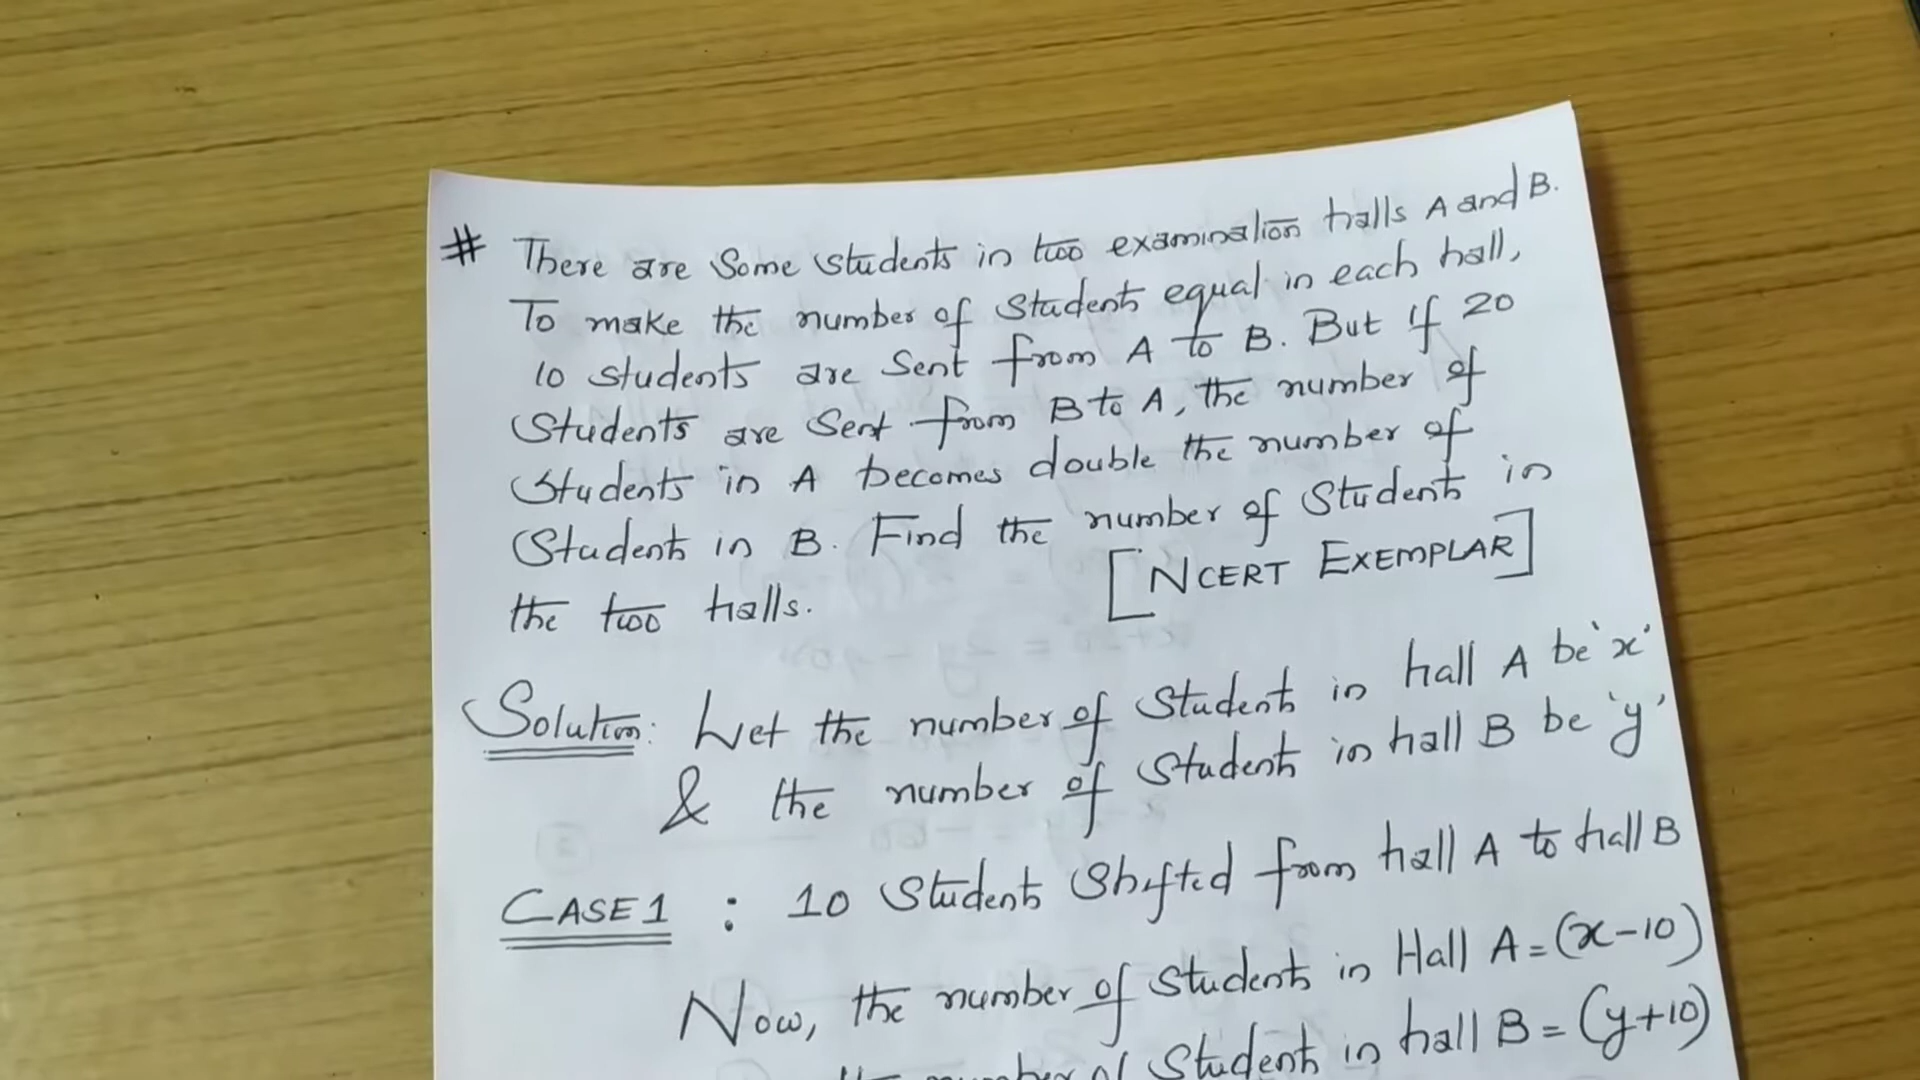 # There are Some Students in two examination halls A and B.
To make the number of Students equal in each hall,
10 students are Sent from A to B. But if 20
Students are Sent from B to A, the number of
Students in A becomes double the number of
Students in B. Find the number of Students in
the two halls. [NCERT EXEMPLAR]
Solution: Let the number of Students in hall A be 'x'
& the number of Students in hall B be 'y'
CASE 1 : 10 Students Shifted from hall A to hall B
Now, the number of Students in Hall A = (x-10)
number of Students in hall B = (y+10)